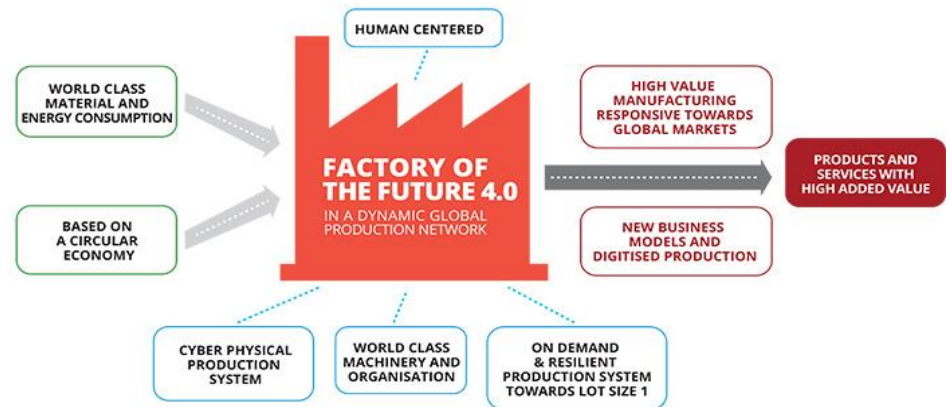 HUMAN CENTERED
WORLD CLASS
MATERIAL AND
ENERGY CONSUMPTION
BASED ON
A CIRCULAR
ECONOMY
FACTORY OF
THE FUTURE 4.0
IN A DYNAMIC GLOBAL
PRODUCTION NETWORK
HIGH VALUE
MANUFACTURING
RESPONSIVE TOWARDS
GLOBAL MARKETS
NEW BUSINESS
MODELS AND
DIGITISED PRODUCTION
PRODUCTS AND
SERVICES WITH
HIGH ADDED VALUE
CYBER PHYSICAL
PRODUCTION
SYSTEM
WORLD CLASS
MACHINERY AND
ORGANISATION
ON DEMAND
& RESILIENT
PRODUCTION SYSTEM
TOWARDS LOT SIZE 1